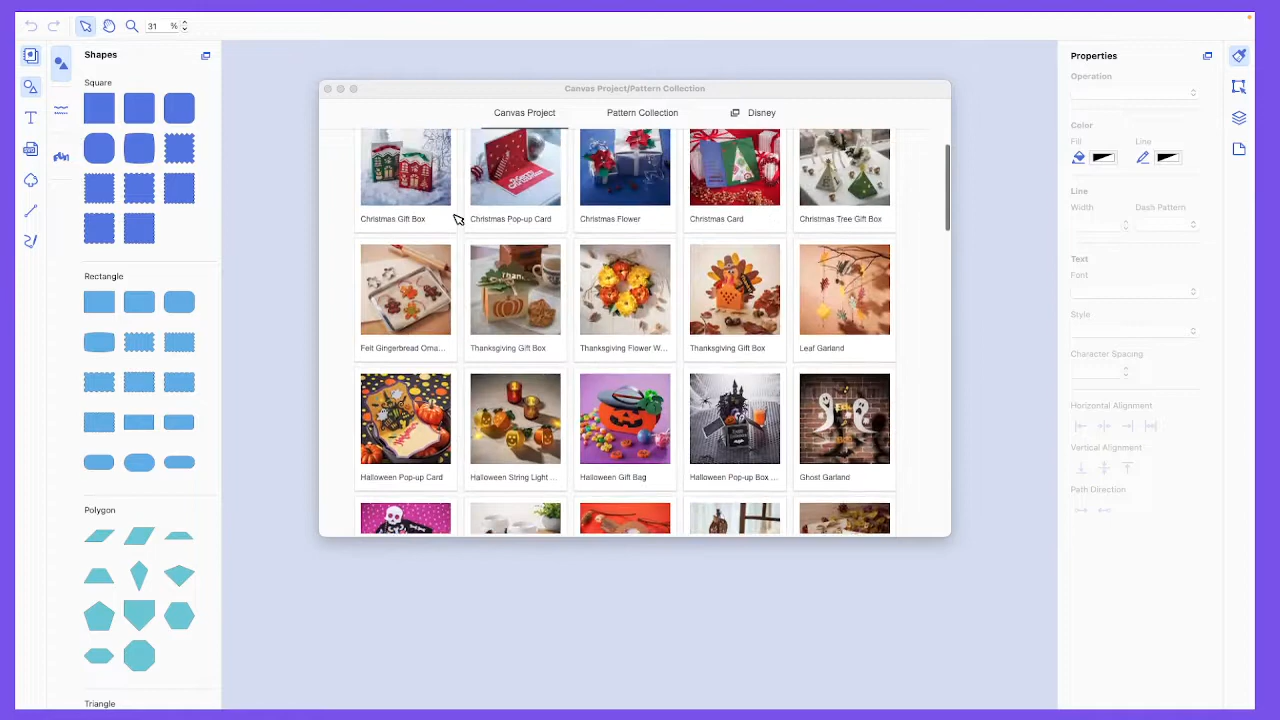 31 %
Shapes
Properties
Square
Operation
Color
Fill Line
Line
Width Dash Pattern
Text
Font
Style
Character Spacing
Horizontal Alignment
Vertical Alignment
Path Direction
Rectangle
Polygon
Triangle
Canvas Project/Pattern Collection
Canvas Project Pattern Collection Disney
Christmas Gift Box Christmas Pop-up Card Christmas Flower Christmas Card Christmas Tree Gift Box
Felt Gingerbread Orna... Thanksgiving Gift Box Thanksgiving Flower W... Thanksgiving Gift Box Leaf Garland
Halloween Pop-up Card Halloween String Light ... Halloween Gift Bag Halloween Pop-up Box ... Ghost Garland